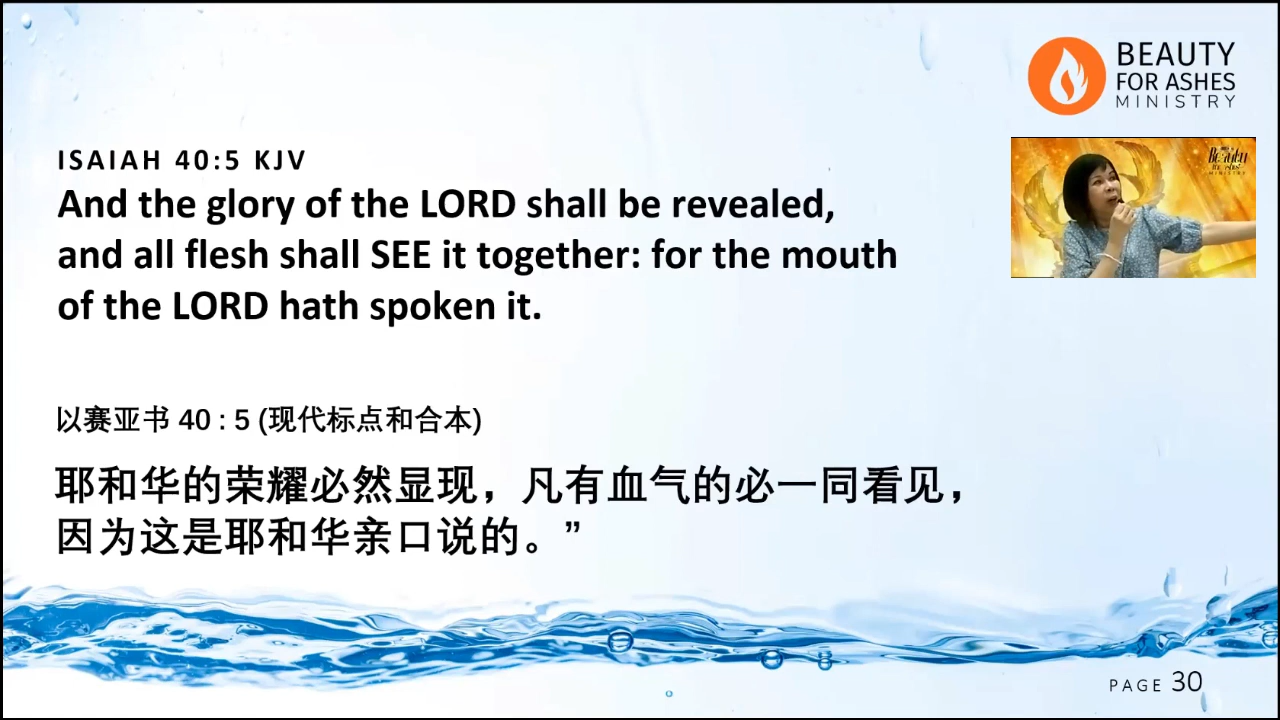 BEAUTY
FOR ASHES
MINISTRY
ISAIAH 40:5 KJV
And the glory of the LORD shall be revealed,
and all flesh shall SEE it together: for the mouth
of the LORD hath spoken it.
以赛亚书 40 : 5 (现代标点和合本)
耶和华的荣耀必然显现，凡有血气的必一同看见，
因为这是耶和华亲口说的。”
PAGE 30